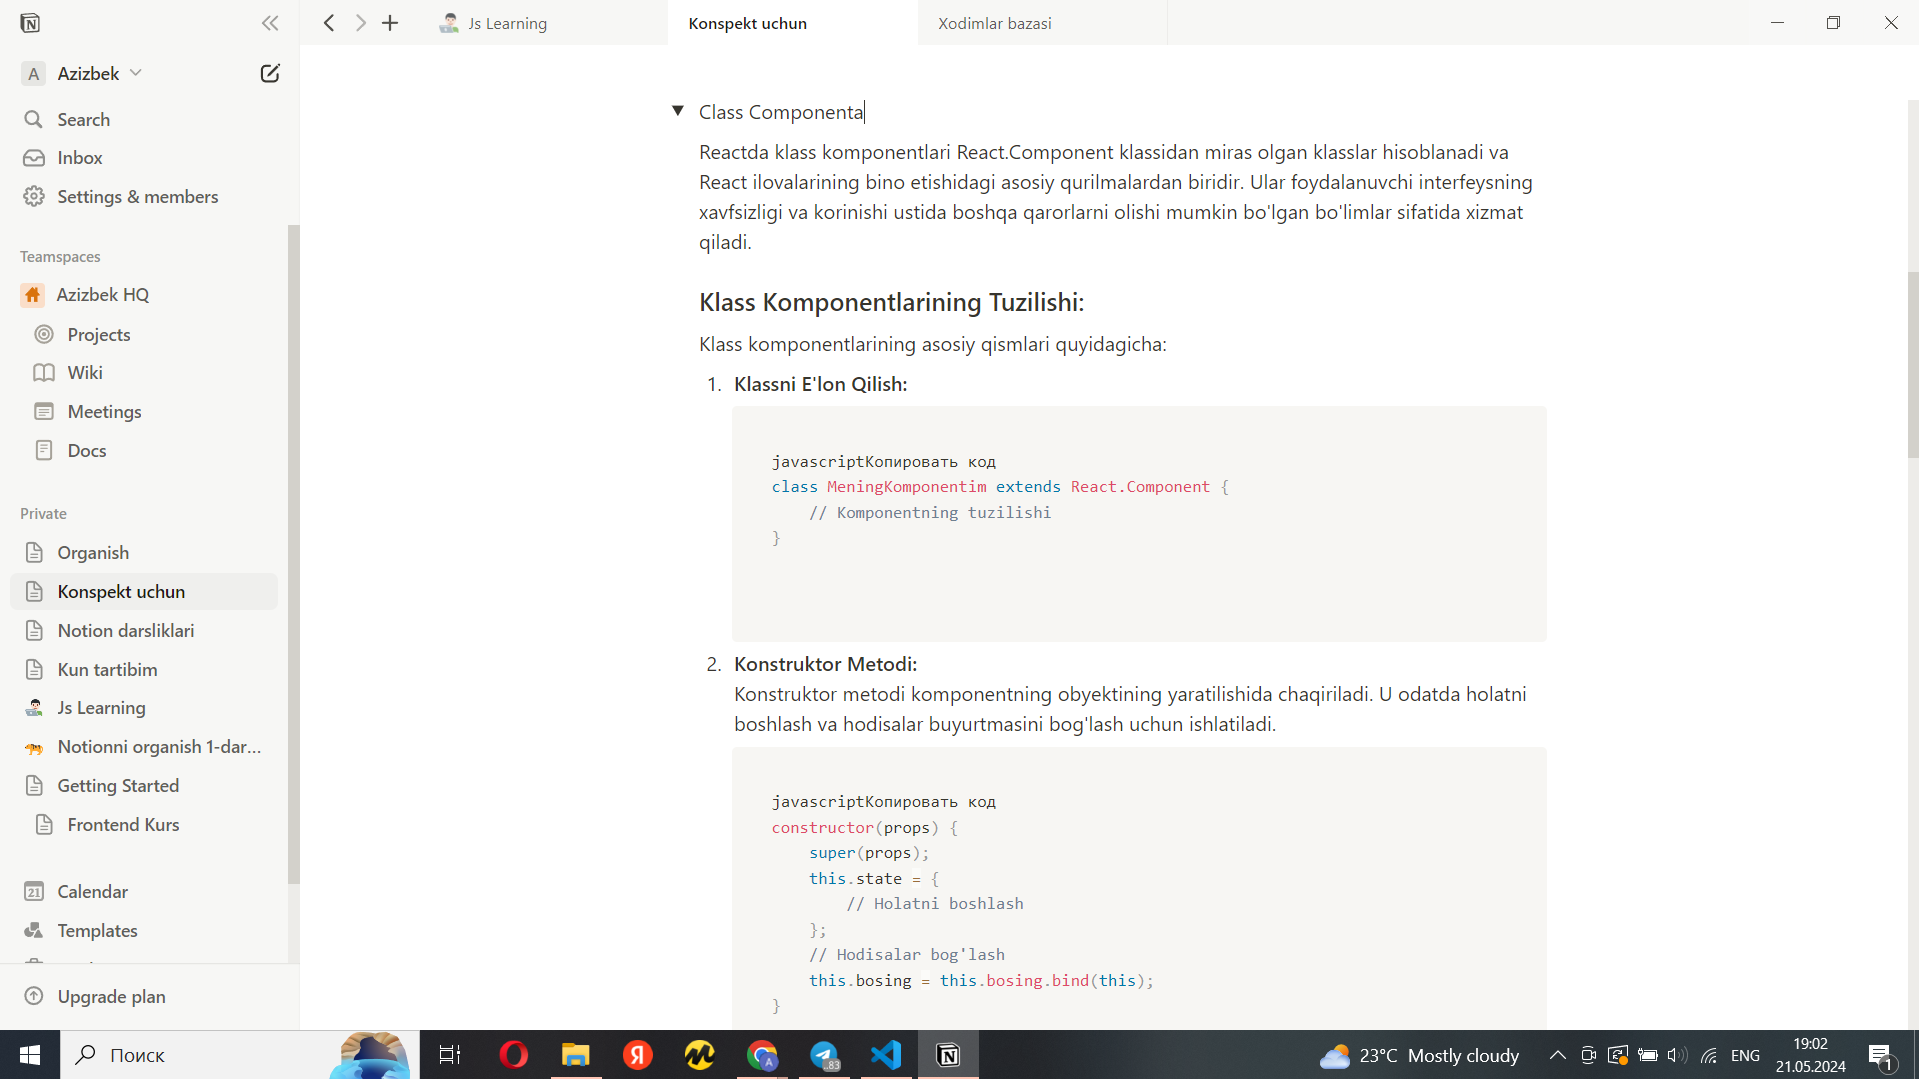 Js Learning
Konspekt uchun
Xodimlar bazasi
A Azizbek
Search
Inbox
Settings & members
Teamspaces
Azizbek HQ
Projects
Wiki
Meetings
Docs
Private
Organish
Konspekt uchun
Notion darsliklari
Kun tartibim
Js Learning
Notionni organish 1-dar...
Getting Started
Frontend Kurs
21 Calendar
Templates
Upgrade plan
Class Componenta
Reactda klass komponentlari React.Component klassidan miras olgan klasslar hisoblanadi va
React ilovalarining bino etishidagi asosiy qurilmalardan biridir. Ular foydalanuvchi interfeysning
xavfsizligi va korinishi ustida boshqa qarorlarni olishi mumkin bo'lgan bo'limlar sifatida xizmat
qiladi.
Klass Komponentlarining Tuzilishi:
Klass komponentlarining asosiy qismlari quyidagicha:
1. Klassni E'lon Qilish:
javascriptКопировать код
class MeningKomponentim extends React.Component {
// Komponentning tuzilishi
}
2. Konstruktor Metodi:
Konstruktor metodi komponentning obyektining yaratilishida chaqiriladi. U odatda holatni
boshlash va hodisalar buyurtmasini bog'lash uchun ishlatiladi.
javascriptКопировать код
constructor(props) {
super(props);
this.state = {
// Holatni boshlash
};
// Hodisalar bog'lash
this.bosing = this.bosing.bind(this);
}
Поиск
Я
A
..83
23°C Mostly cloudy
ENG
19:02
21.05.2024
1